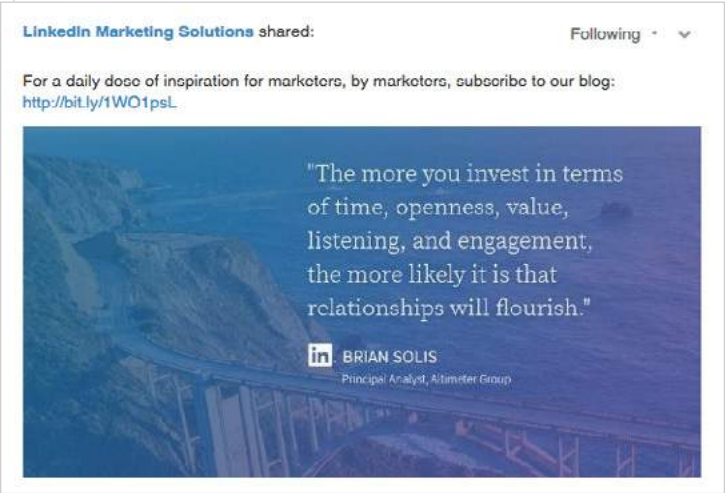 LinkedIn Marketing Solutions shared:
Following
For a daily dose of inspiration for marketers, by marketers, subscribe to our blog:
http://bit.ly/1WO1psL
"The more you invest in terms
of time, openness, value,
listening, and engagement,
the more likely it is that
relationships will flourish."
in BRIAN SOLIS
Principal Analyst, Altimeter Group